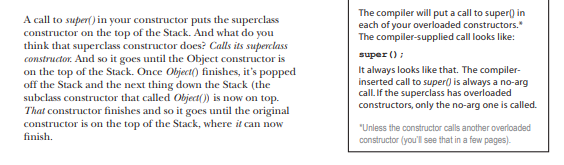 A call to super() in your constructor puts the superclass
constructor on the top of the Stack. And what do you
think that superclass constructor does? Calls its superclass
constructor. And so it goes until the Object constructor is
on the top of the Stack. Once Object() finishes, it's popped
off the Stack and the next thing down the Stack (the
subclass constructor that called Object()) is now on top.
That constructor finishes and so it goes until the original
constructor is on the top of the Stack, where it can now
finish.
The compiler will put a call to super() in
each of your overloaded constructors.*
The compiler-supplied call looks like:
super();
It always looks like that. The compiler-
inserted call to super() is always a no-arg
call. If the superclass has overloaded
constructors, only the no-arg one is called.
*Unless the constructor calls another overloaded
constructor (you'll see that in a few pages).